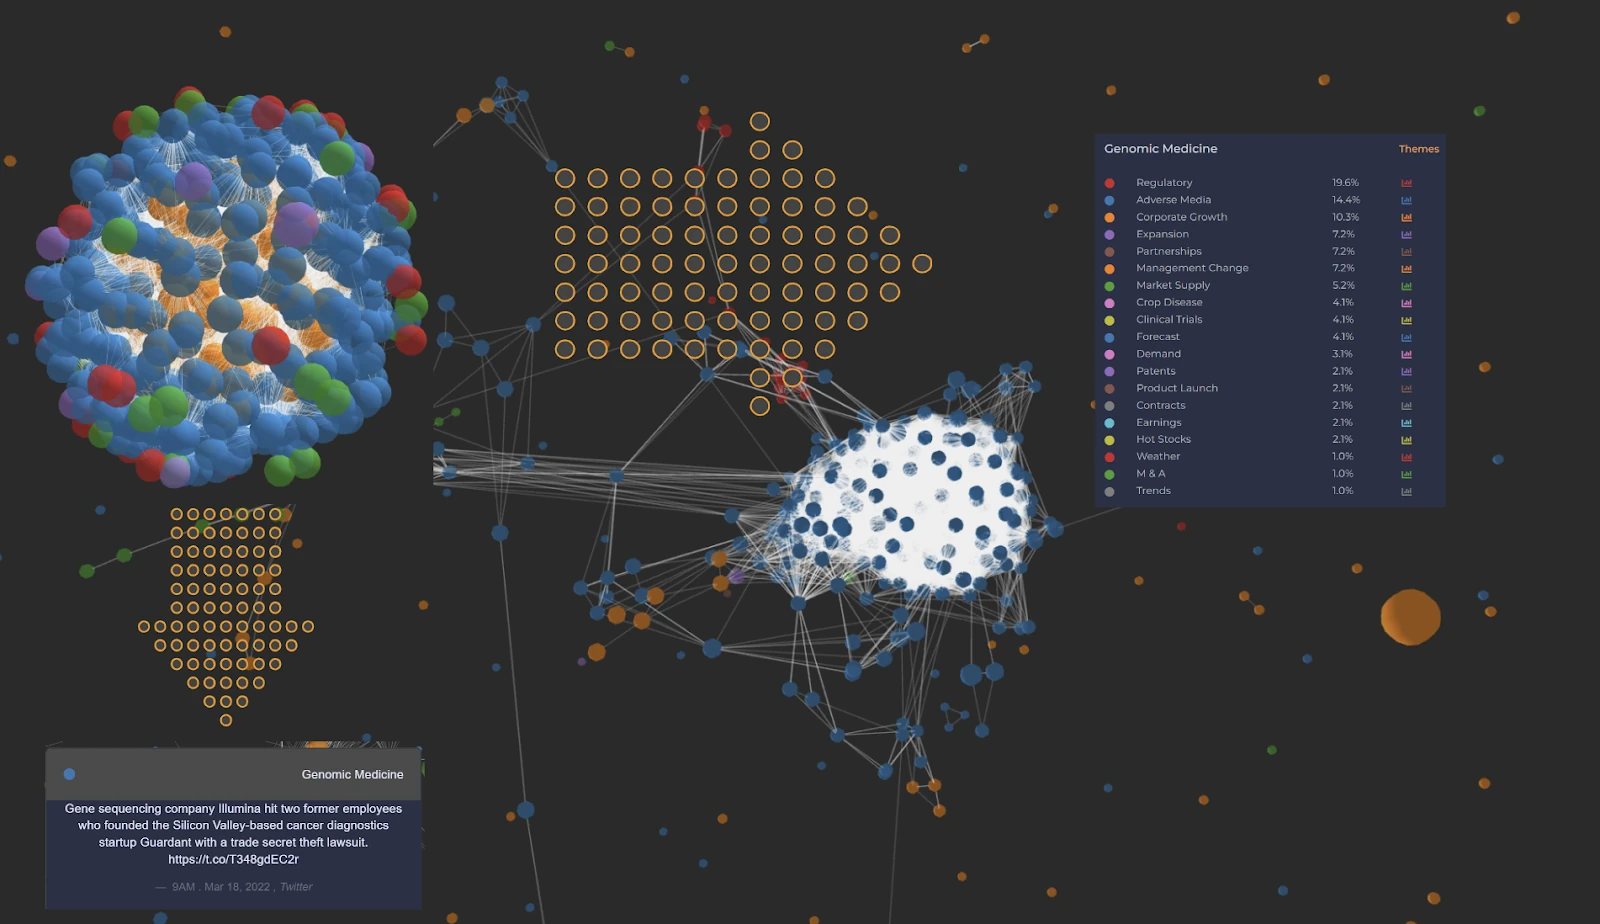 Genomic Medicine Themes
Regulatory 19.6%
Adverse Media 14.4%
Corporate Growth 10.3%
Expansion 7.2%
Partnerships 7.2%
Management Change 7.2%
Market Supply 5.2%
Crop Disease 4.1%
Clinical Trials 4.1%
Forecast 4.1%
Demand 3.1%
Patents 2.1%
Product Launch 2.1%
Contracts 2.1%
Earnings 2.1%
Hot Stocks 2.1%
Weather 1.0%
M & A 1.0%
Trends 1.0%
Genomic Medicine
Gene sequencing company Illumina hit two former employees
who founded the Silicon Valley-based cancer diagnostics
startup Guardant with a trade secret theft lawsuit.
https://t.co/T348gdEC2r
— 9AM . Mar 18, 2022 , Twitter